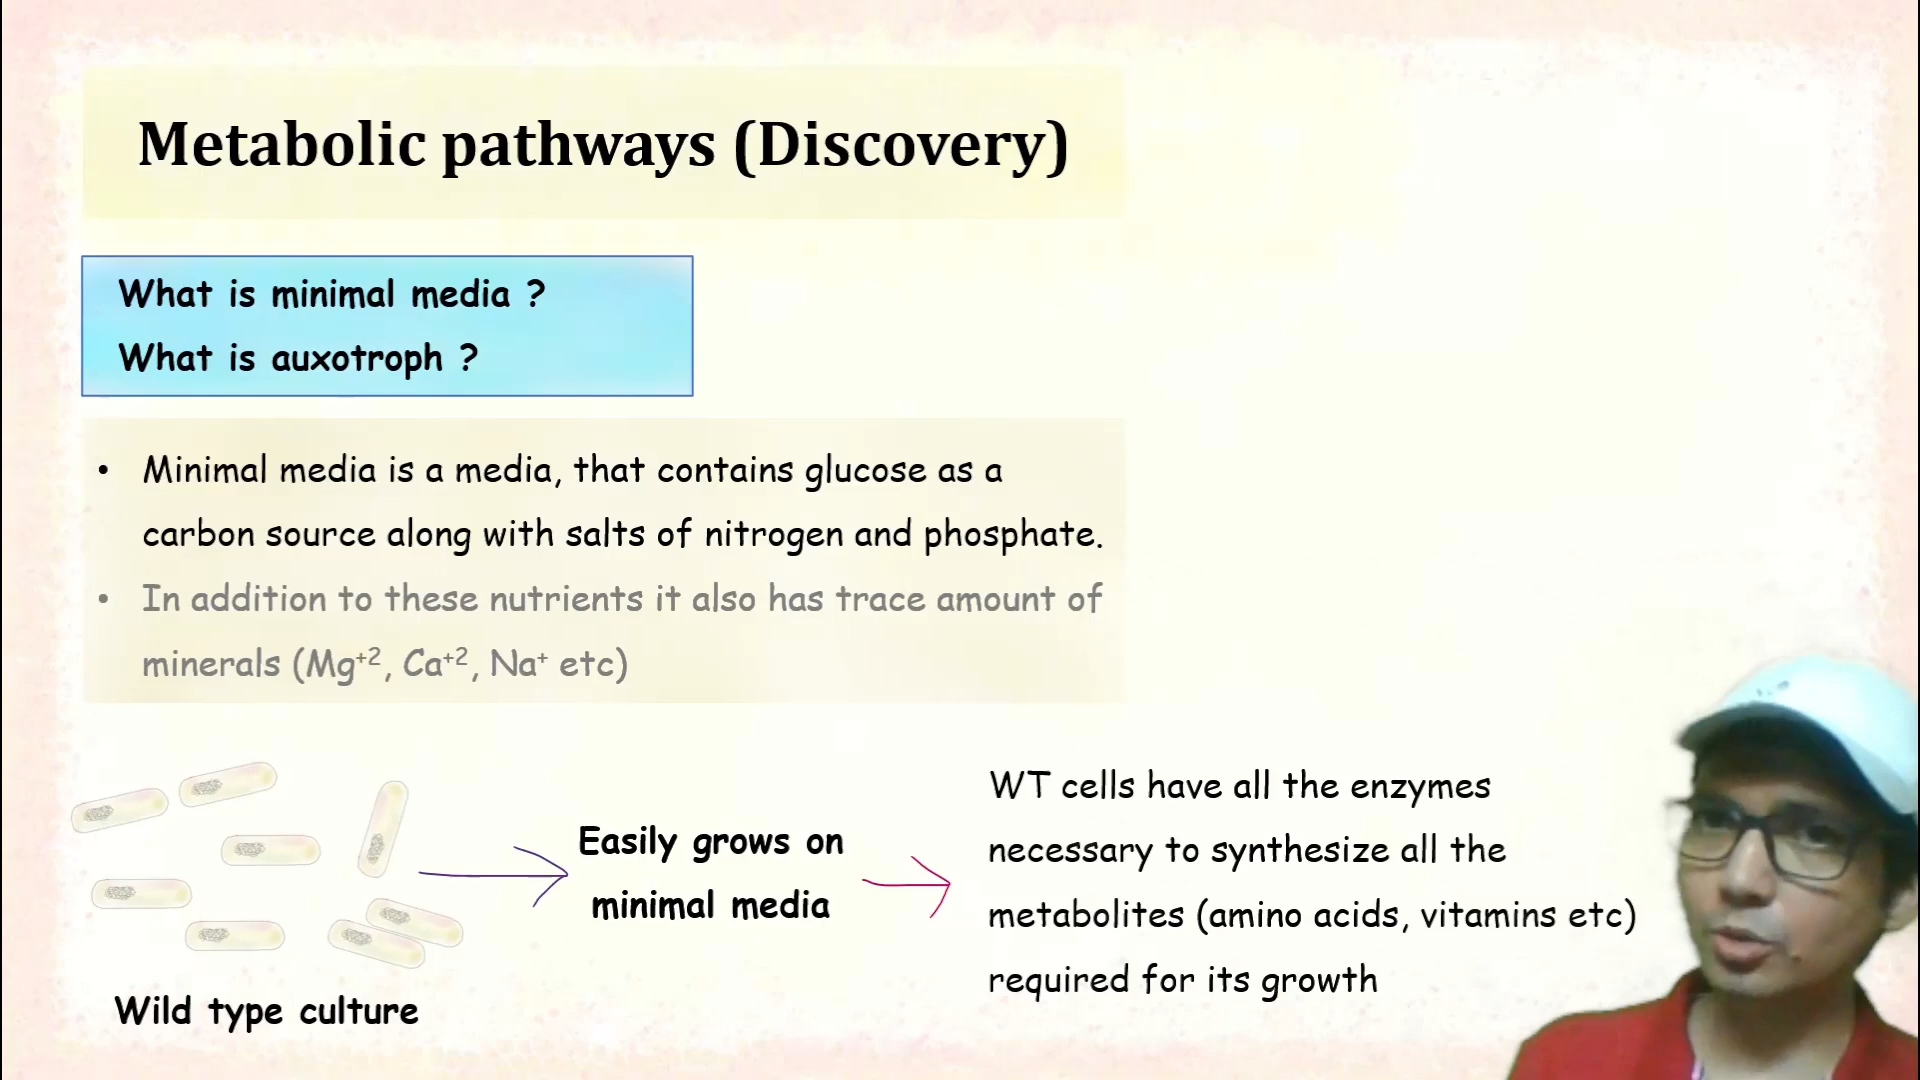 Metabolic pathways (Discovery)
What is minimal media ?
What is auxotroph ?
• Minimal media is a media, that contains glucose as a
carbon source along with salts of nitrogen and phosphate.
• In addition to these nutrients it also has trace amount of
minerals (Mg⁺², Ca⁺², Na⁺ etc)
Wild type culture
Easily grows on
minimal media
WT cells have all the enzymes
necessary to synthesize all the
metabolites (amino acids, vitamins etc)
required for its growth